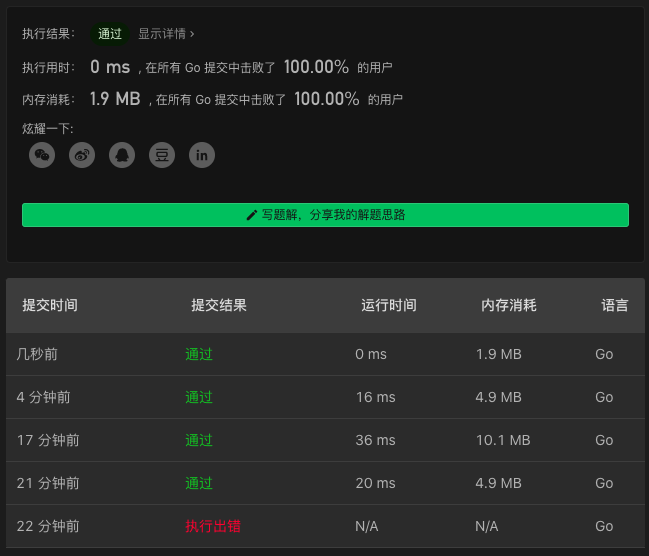 执行结果： 通过 显示详情 ›
执行用时： 0 ms , 在所有 Go 提交中击败了 100.00% 的用户
内存消耗： 1.9 MB , 在所有 Go 提交中击败了 100.00% 的用户
炫耀一下:
豆 in
写题解，分享我的解题思路
提交时间 提交结果 运行时间 内存消耗 语言
几秒前 通过 0 ms 1.9 MB Go
4 分钟前 通过 16 ms 4.9 MB Go
17 分钟前 通过 36 ms 10.1 MB Go
21 分钟前 通过 20 ms 4.9 MB Go
22 分钟前 执行出错 N/A N/A Go